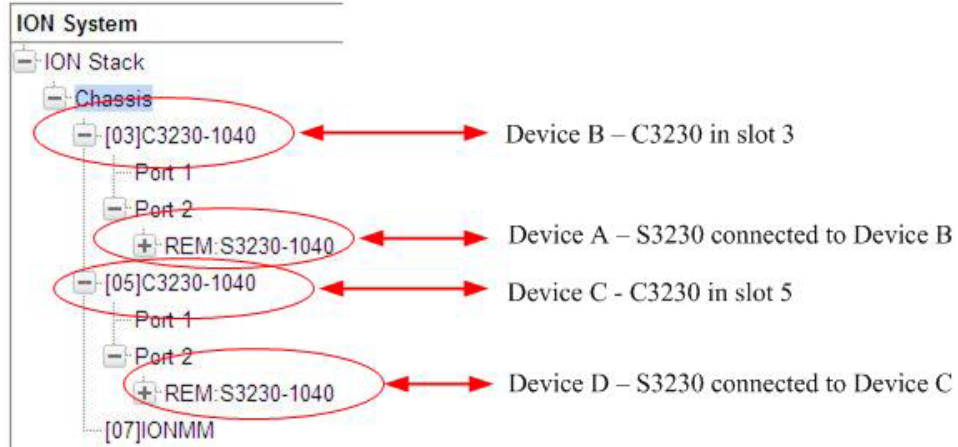 ION System
ION Stack
Chassis
[03]C3230-1040
Device B – C3230 in slot 3
Port 1
Port 2
REM:S3230-1040
Device A – S3230 connected to Device B
[05]C3230-1040
Device C - C3230 in slot 5
Port 1
Port 2
REM:S3230-1040
Device D – S3230 connected to Device C
[07]IONMM